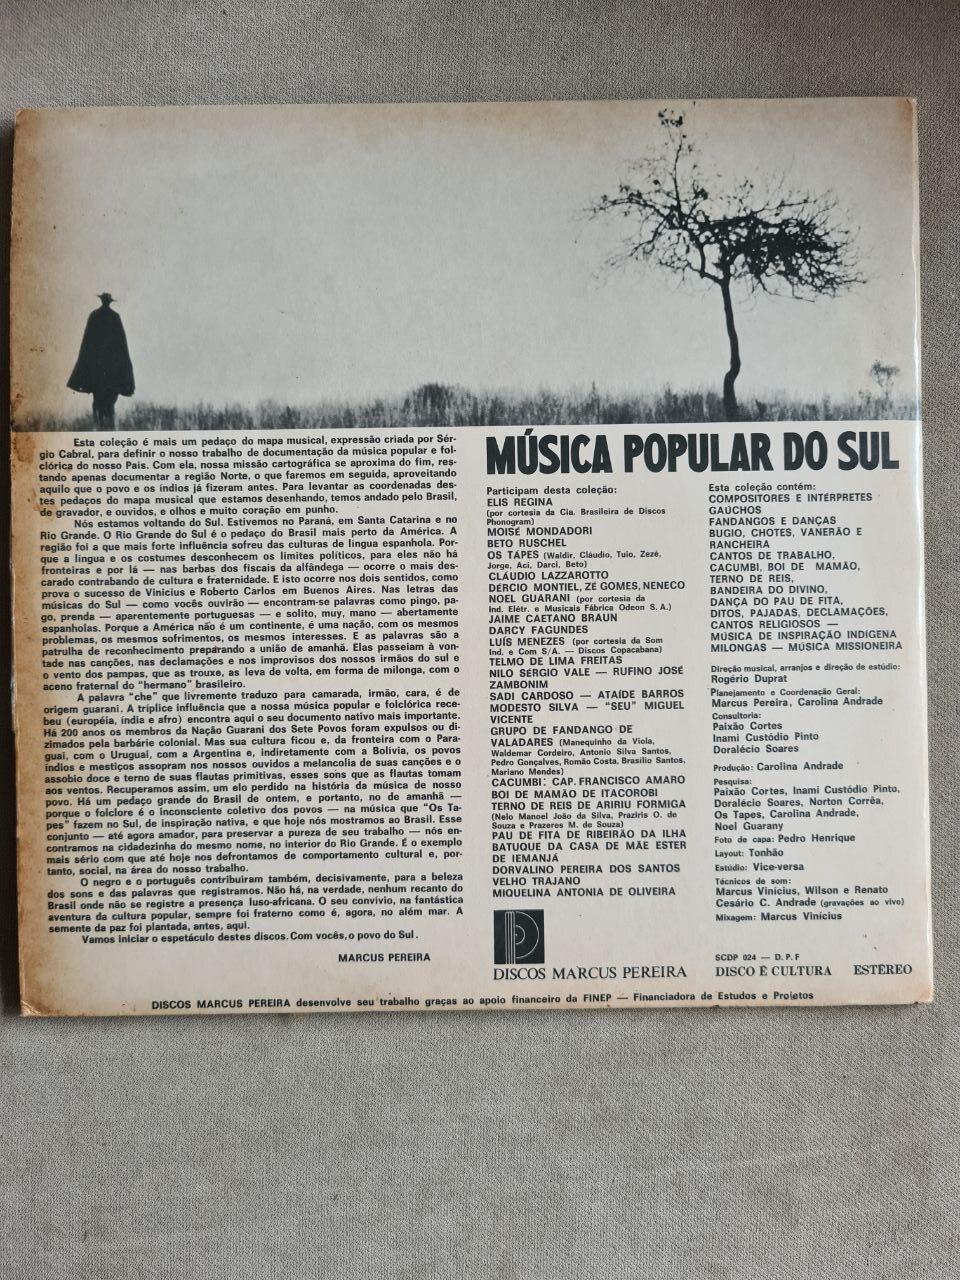 Esta coleção é mais um pedaço do mapa musical, expressão criada por Sér-
gio Cabral, para definir o nosso trabalho de documentação da música popular e fol-
clórica do nosso País. Com ela, nossa missão cartográfica se aproxima do fim, res-
tando apenas documentar a região Norte, o que faremos em seguida, aproveitando
aquilo que o povo e os índios já fizeram antes. Para levantar as coordenadas des-
tes pedaços do mapa musical que estamos desenhando, temos andado pelo Brasil,
de gravador, e ouvidos, e olhos e muito coração em punho.
Nós estamos voltando do Sul. Estivemos no Paraná, em Santa Catarina e no
Rio Grande. O Rio Grande do Sul é o pedaço do Brasil mais perto da América. A
região foi a que mais forte influência sofreu das culturas de língua espanhola. Por-
que a língua e os costumes desconhecem os limites políticos, para eles não há
fronteiras e por lá — nas barbas dos fiscais da alfândega — ocorre o mais des-
carado contrabando de cultura e fraternidade. E isto ocorre nos dois sentidos, como
prova o sucesso de Vinicius e Roberto Carlos em Buenos Aires. Nas letras das
músicas do Sul — como vocês ouvirão — encontram-se palavras como pingo, pa-
go, prenda — aparentemente portuguesas — e solito, muy, mano — abertamente
espanholas. Porque a América não é um continente, é uma nação, com os mesmos
problemas, os mesmos sofrimentos, os mesmos interesses. E as palavras são a
patrulha de reconhecimento preparando a união de amanhã. Elas passeiam à von-
tade nas canções, nas declamações e nos improvisos dos nossos irmãos do sul e
o vento dos pampas, que as trouxe, as leva de volta, em forma de milonga, com o
aceno fraternal do "hermano" brasileiro.
A palavra "che" que livremente traduzo para camarada, irmão, cara, é de
origem guarani. A tríplice influência que a nossa música popular e folclórica rece-
beu (européia, índia e afro) encontra aqui o seu documento nativo mais importante.
Há 200 anos os membros da Nação Guarani dos Sete Povos foram expulsos ou di-
zimados pela barbárie colonial. Mas sua cultura ficou e, da fronteira com o Para-
guai, com o Uruguai, com a Argentina e, indiretamente com a Bolívia, os povos
índios e mestiços assopram nos nossos ouvidos a melancolia de suas canções e o
assobio doce e terno de suas flautas primitivas, esses sons que as flautas tomam
aos ventos. Recuperamos assim, um elo perdido na história da música de nosso
povo. Há um pedaço grande do Brasil de ontem, e portanto, no de amanhã —
porque o folclore é o inconsciente coletivo dos povos — na música que "Os Ta-
pes" fazem no Sul, de inspiração nativa, e que hoje nós mostramos ao Brasil. Esse
conjunto — até agora amador, para preservar a pureza de seu trabalho — nós en-
contramos na cidadezinha do mesmo nome, no interior do Rio Grande. É o exemplo
mais sério com que até hoje nos defrontamos de comportamento cultural e, por-
tanto, social, na área do nosso trabalho.
O negro e o português contribuiram também, decisivamente, para a beleza
dos sons e das palavras que registramos. Não há, na verdade, nenhum recanto do
Brasil onde não se registre a presença luso-africana. O seu convívio, na fantástica
aventura da cultura popular, sempre foi fraterno como é, agora, no além mar. A
semente da paz foi plantada, antes, aqui.
Vamos iniciar o espetáculo destes discos. Com vocês, o povo do Sul.
MARCUS PEREIRA
MÚSICA POPULAR DO SUL
Participam desta coleção:
ELIS REGINA
(por cortesia da Cia. Brasileira de Discos
Phonogram)
MOISÉ MONDADORI
BETO RUSCHEL
OS TAPES (Waldir, Cláudio, Tuio, Zezé,
Jorge, Aci, Darci, Beto)
CLÁUDIO LAZZAROTTO
DÉRCIO MONTIEL, ZÉ GOMES, NENECO
NOEL GUARANI (por cortesia da
Ind. Elétr. e Musicais Fábrica Odeon S. A.)
JAIME CAETANO BRAUN
DARCY FAGUNDES
LUÍS MENEZES (por cortesia da Som
Ind. e Com S/A. — Discos Copacabana)
TELMO DE LIMA FREITAS
NILO SÉRGIO VALE — RUFINO JOSÉ
ZAMBONIM
SADI CARDOSO — ATAÍDE BARROS
MODESTO SILVA — "SEU" MIGUEL
VICENTE
GRUPO DE FANDANGO DE
VALADARES (Manequinho da Viola,
Waldemar Cordeiro, Antonio Silva Santos,
Pedro Gonçalves, Romão Costa, Brasílio Santos,
Mariano Mendes)
CACUMBI: CAP. FRANCISCO AMARO
BOI DE MAMÃO DE ITACOROBI
TERNO DE REIS DE ARIRIU FORMIGA
(Nelo Manoel João da Silva, Praziris O. de
Souza e Prazeres M. de Souza)
PAU DE FITA DE RIBEIRÃO DA ILHA
BATUQUE DA CASA DE MÃE ESTER
DE IEMANJÁ
DORVALINO PEREIRA DOS SANTOS
VELHO TRAJANO
MIQUELINA ANTONIA DE OLIVEIRA
DISCOS MARCUS PEREIRA
Esta coleção contém:
COMPOSITORES E INTÉRPRETES
GAÚCHOS
FANDANGOS E DANÇAS
BUGIO, CHOTES, VANERÃO E
RANCHEIRA
CANTOS DE TRABALHO,
CACUMBI, BOI DE MAMÃO,
TERNO DE REIS,
BANDEIRA DO DIVINO,
DANÇA DO PAU DE FITA,
DITOS, PAJADAS, DECLAMAÇÕES,
CANTOS RELIGIOSOS —
MÚSICA DE INSPIRAÇÃO INDÍGENA
MILONGAS — MÚSICA MISSIONEIRA
Direção musical, arranjos e direção de estúdio:
Rogério Duprat
Planejamento e Coordenação Geral:
Marcus Pereira, Carolina Andrade
Consultoria:
Paixão Cortes
Inami Custódio Pinto
Doralécio Soares
Produção: Carolina Andrade
Pesquisa:
Paixão Cortes, Inami Custódio Pinto,
Doralécio Soares, Norton Corrêa,
Os Tapes, Carolina Andrade,
Noel Guarany
Foto de capa: Pedro Henrique
Layout: Tonhão
Estúdio: Vice-versa
Técnicos de som:
Marcus Vinicius, Wilson e Renato
Cesário C. Andrade (gravações ao vivo)
Mixagem: Marcus Vinícius
SCDP 024 — D. P. F
DISCO É CULTURA ESTÉREO
DISCOS MARCUS PEREIRA desenvolve seu trabalho graças ao apoio financeiro da FINEP — Financiadora de Estudos e Projetos